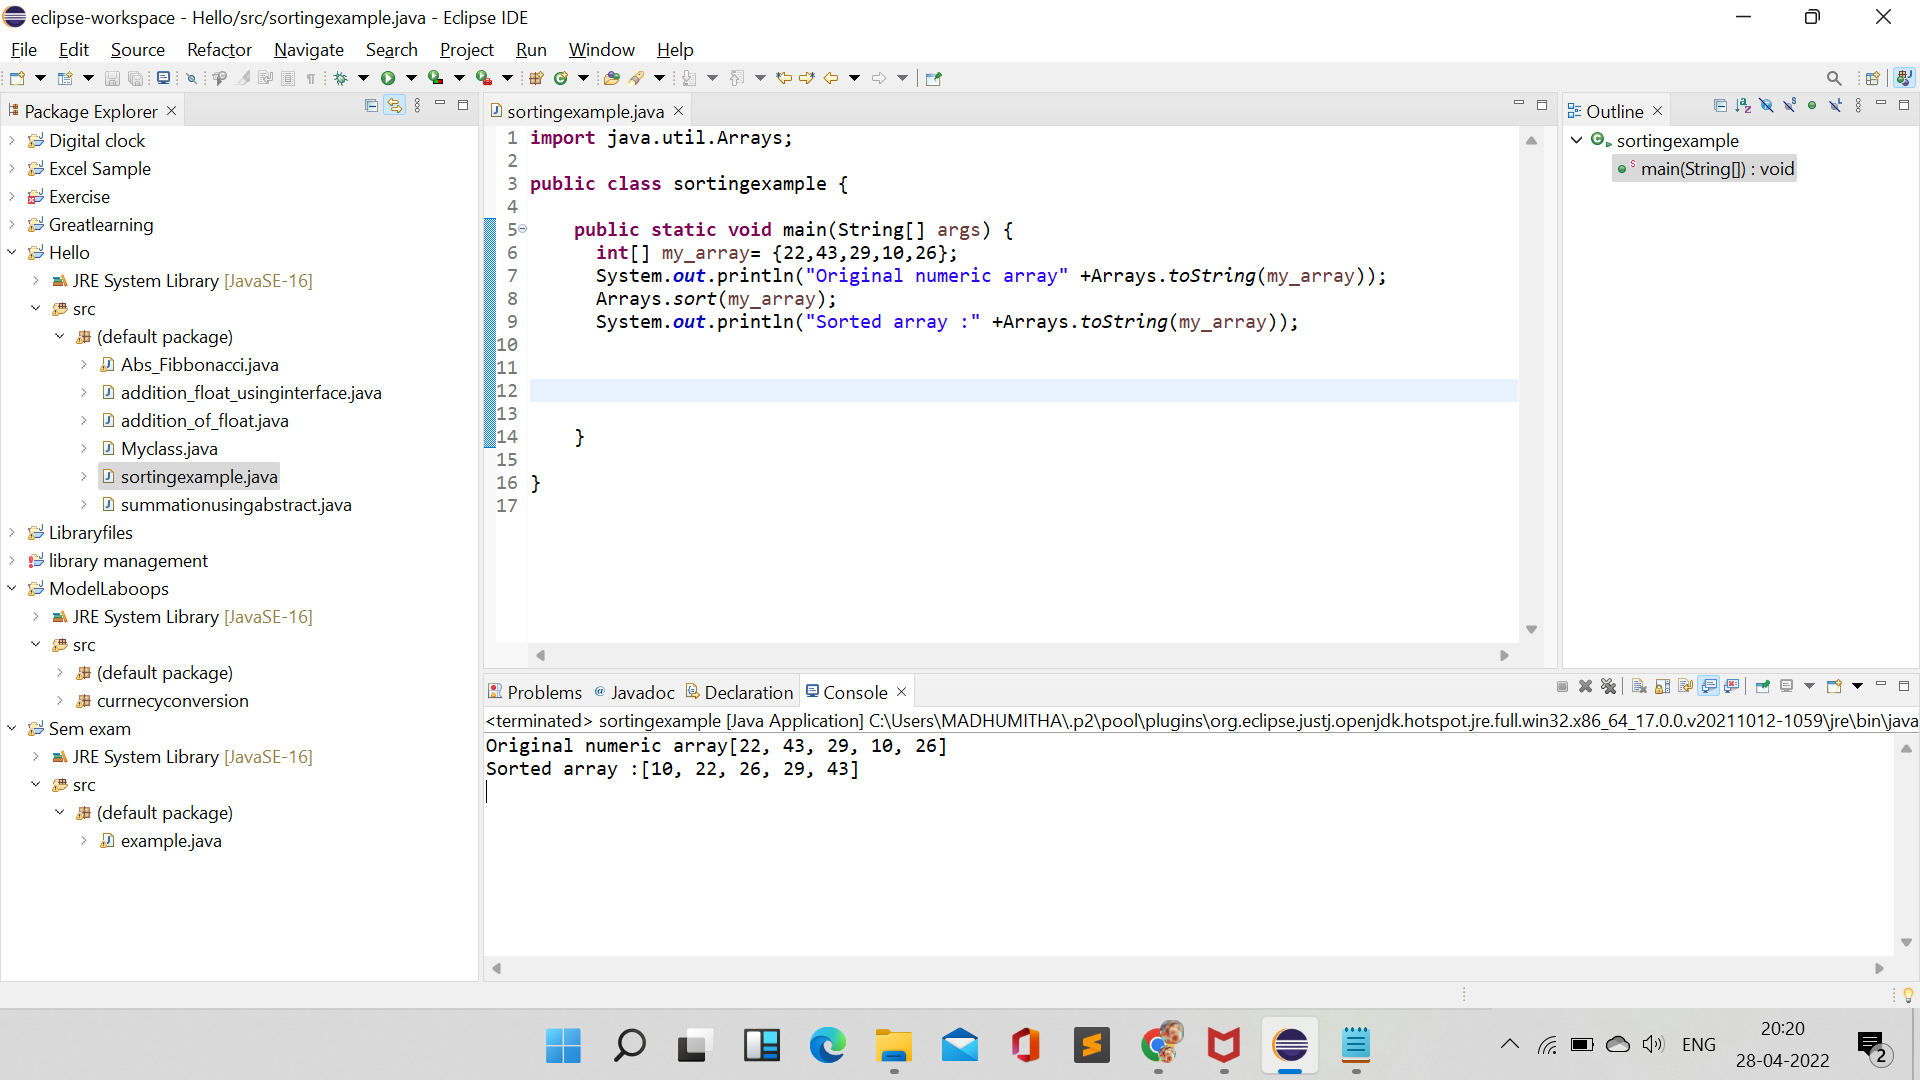 eclipse-workspace - Hello/src/sortingexample.java - Eclipse IDE
File Edit Source Refactor Navigate Search Project Run Window Help
Package Explorer
Digital clock
Excel Sample
Exercise
Greatlearning
Hello
JRE System Library [JavaSE-16]
src
(default package)
Abs_Fibbonacci.java
addition_float_usinginterface.java
addition_of_float.java
Myclass.java
sortingexample.java
summationusingabstract.java
Libraryfiles
library management
ModelLaboops
JRE System Library [JavaSE-16]
src
(default package)
currnecyconversion
Sem exam
JRE System Library [JavaSE-16]
src
(default package)
example.java
sortingexample.java
1 import java.util.Arrays;
2
3 public class sortingexample {
4
5 public static void main(String[] args) {
6 int[] my_array= {22,43,29,10,26};
7 System.out.println("Original numeric array" +Arrays.toString(my_array));
8 Arrays.sort(my_array);
9 System.out.println("Sorted array :" +Arrays.toString(my_array));
10
11
12
13
14 }
15
16 }
17
Outline
sortingexample
main(String[]) : void
Problems @ Javadoc Declaration Console
<terminated> sortingexample [Java Application] C:\Users\MADHUMITHA\.p2\pool\plugins\org.eclipse.justj.openjdk.hotspot.jre.full.win32.x86_64_17.0.0.v20211012-1059\jre\bin\java
Original numeric array[22, 43, 29, 10, 26]
Sorted array :[10, 22, 26, 29, 43]
ENG
20:20
28-04-2022
2